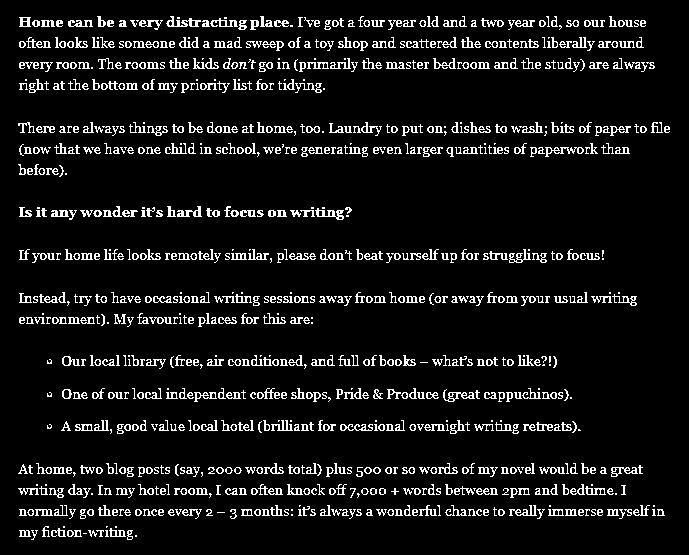 Home can be a very distracting place. I've got a four year old and a two year old, so our house
often looks like someone did a mad sweep of a toy shop and scattered the contents liberally around
every room. The rooms the kids don't go in (primarily the master bedroom and the study) are always
right at the bottom of my priority list for tidying.
There are always things to be done at home, too. Laundry to put on; dishes to wash; bits of paper to file
(now that we have one child in school, we're generating even larger quantities of paperwork than
before).
Is it any wonder it's hard to focus on writing?
If your home life looks remotely similar, please don't beat yourself up for struggling to focus!
Instead, try to have occasional writing sessions away from home (or away from your usual writing
environment). My favourite places for this are:
Our local library (free, air conditioned, and full of books – what's not to like?!)
One of our local independent coffee shops, Pride & Produce (great cappuchinos).
A small, good value local hotel (brilliant for occasional overnight writing retreats).
At home, two blog posts (say, 2000 words total) plus 500 or so words of my novel would be a great
writing day. In my hotel room, I can often knock off 7,000 + words between 2pm and bedtime. I
normally go there once every 2 – 3 months: it's always a wonderful chance to really immerse myself in
my fiction-writing.